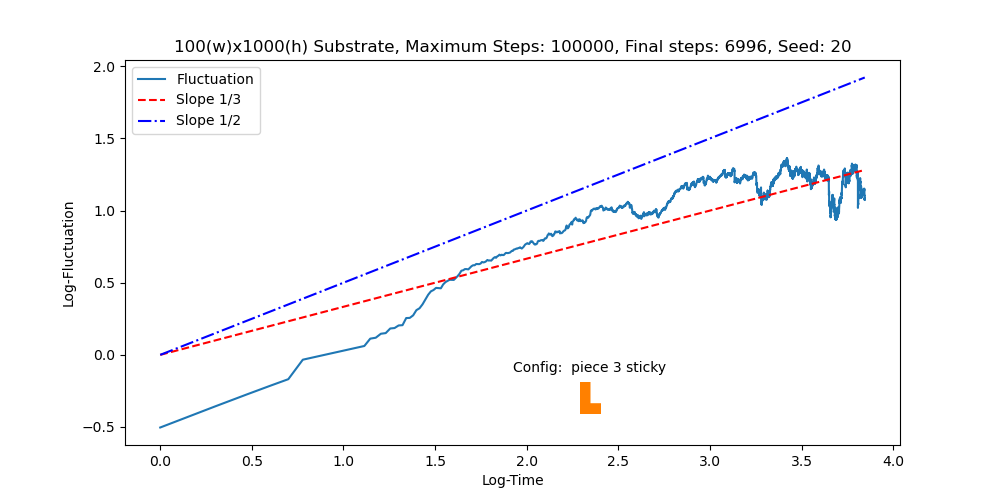 100(w)x1000(h) Substrate, Maximum Steps: 100000, Final steps: 6996, Seed: 20
Fluctuation
Slope 1/3
Slope 1/2
2.0
1.5
1.0
0.5
0.0
−0.5
Log-Fluctuation
Config:  piece 3 sticky
0.0 0.5 1.0 1.5 2.0 2.5 3.0 3.5 4.0
Log-Time